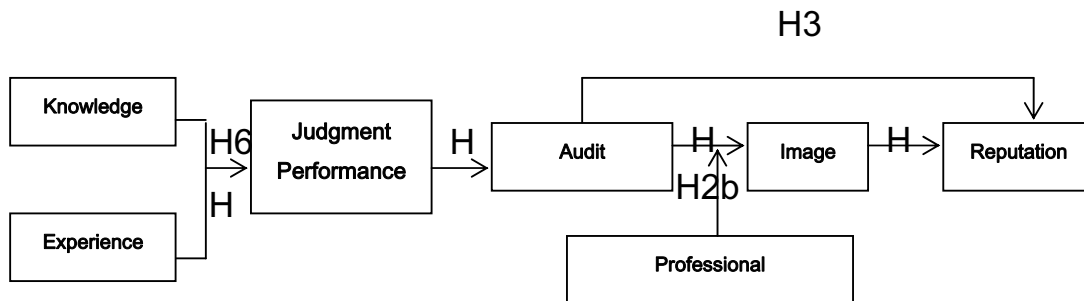 H3
Knowledge
H6
H
Experience
Judgment
Performance
H
Audit
H
H2b
Image
H
Reputation
Professional